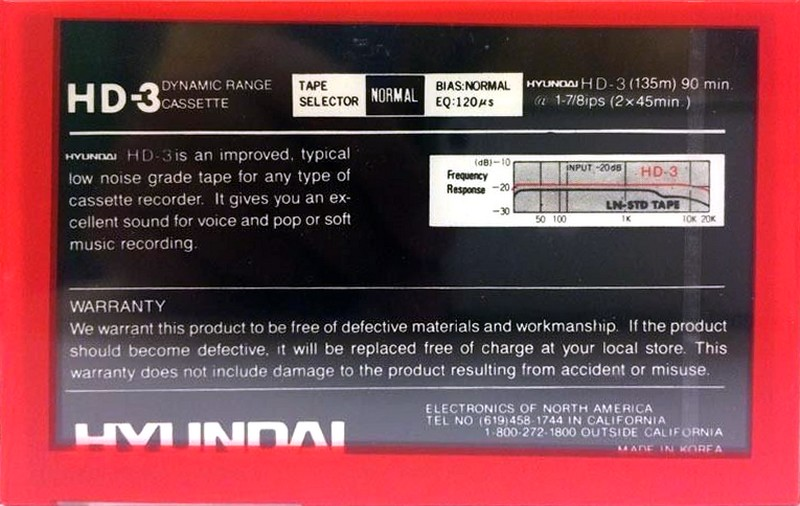 HD-3 DYNAMIC RANGE CASSETTE
TAPE SELECTOR NORMAL
BIAS:NORMAL
EQ:120μs
HYUNDAI HD-3 (135m) 90 min.
@ 1-7/8ips (2×45min.)
HYUNDAI HD-3 is an improved, typical
low noise grade tape for any type of
cassette recorder. It gives you an ex-
cellent sound for voice and pop or soft
music recording.
Frequency Response
(dB) -10
-20
-30
INPUT -20dB
HD-3
LN-STD TAPE
50 100 1K 10K 20K
WARRANTY
We warrant this product to be free of defective materials and workmanship. If the product
should become defective, it will be replaced free of charge at your local store. This
warranty does not include damage to the product resulting from accident or misuse.
HYUNDAI
ELECTRONICS OF NORTH AMERICA
TEL NO (619)458-1744 IN CALIFORNIA
1-800-272-1800 OUTSIDE CALIFORNIA
MADE IN KOREA